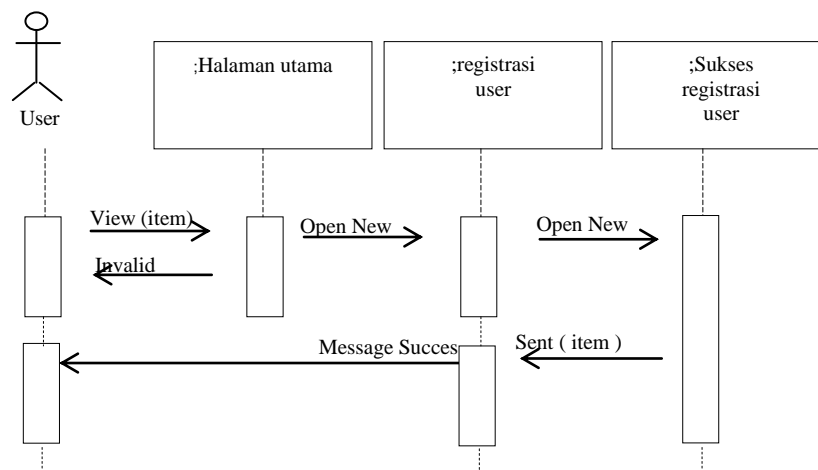 ;Halaman utama
;registrasi
user
;Sukses
registrasi
user
User
View (item)
Open New
Open New
Invalid
Message Succes
Sent ( item )